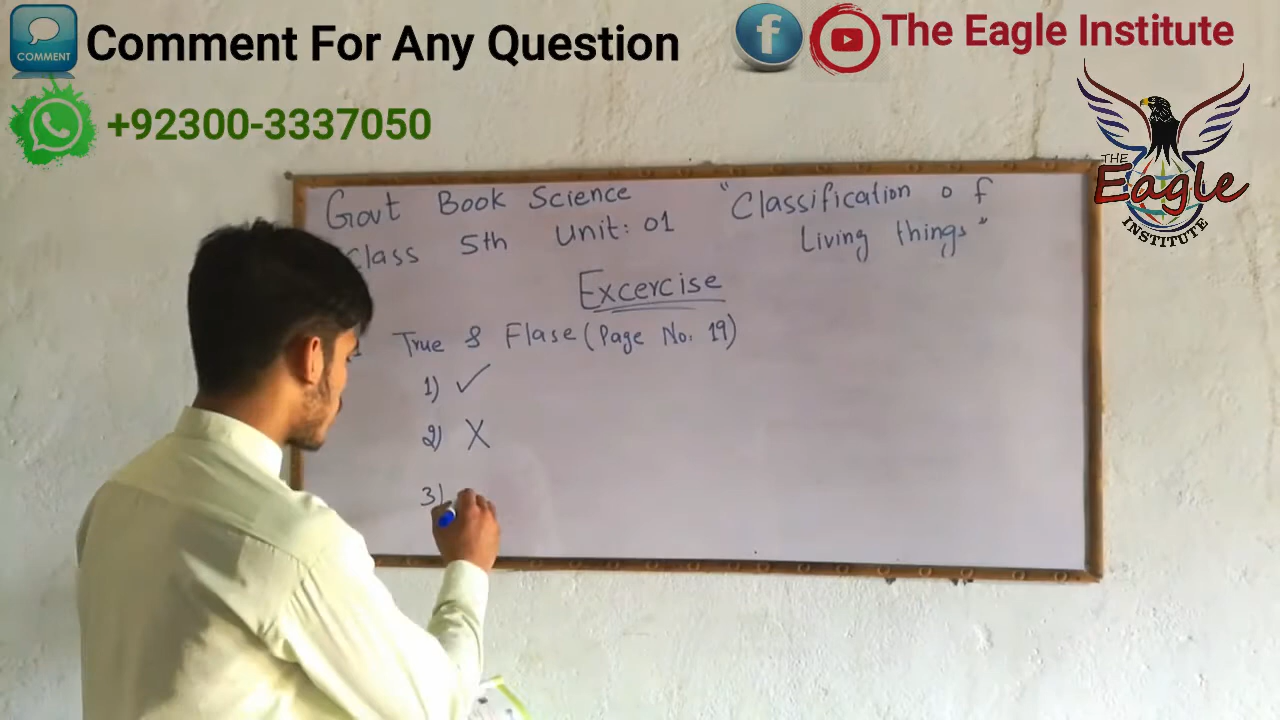 Comment For Any Question
COMMENT
The Eagle Institute
+92300-3337050
THE
Eagle
INSTITUTE
Govt Book Science
Class 5th Unit: 01
"Classification of
Living things"
Excercise
True & Flase (Page No: 19)
1) ✓
2) X
3)